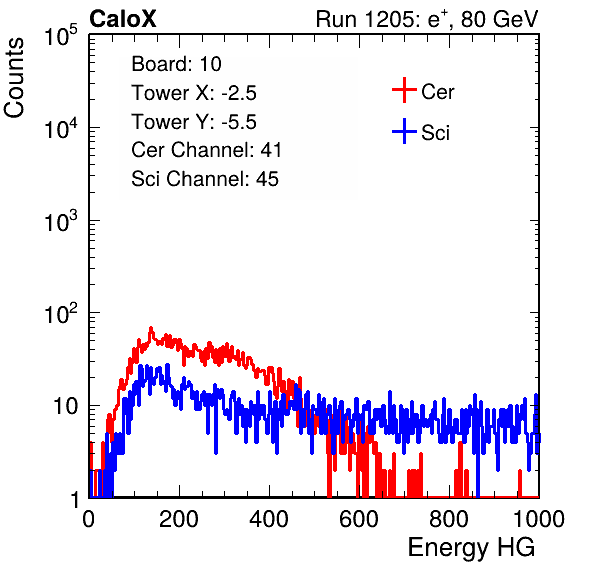 CaloX Run 1205: e⁺, 80 GeV
Counts
Board: 10
Tower X: -2.5
Tower Y: -5.5
Cer Channel: 41
Sci Channel: 45
Cer
Sci
10⁵
10⁴
10³
10²
10
1
0 200 400 600 800 1000
Energy HG